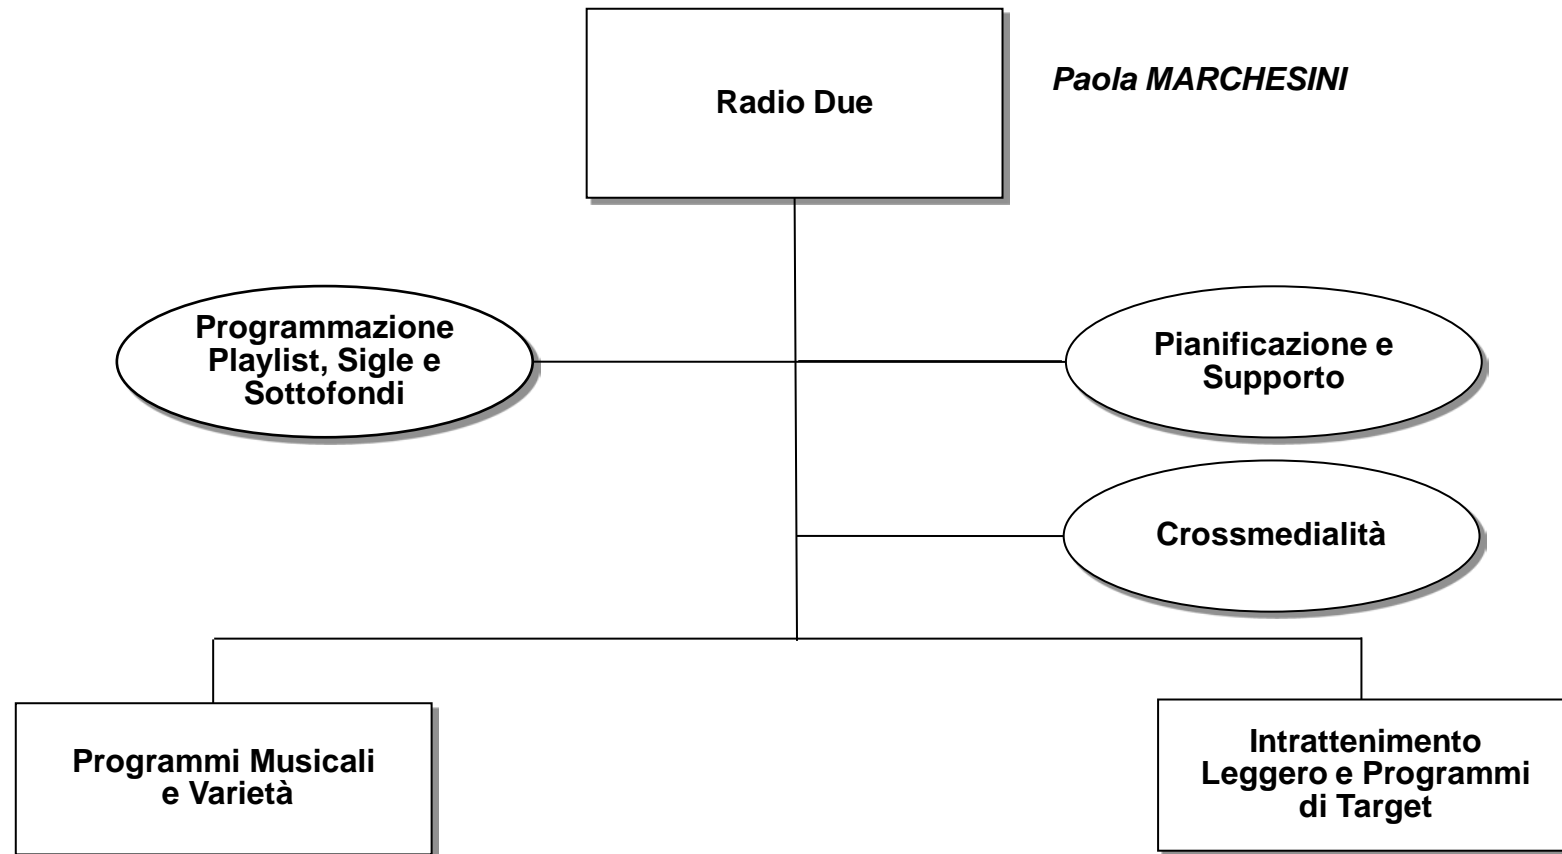 Radio Due
Paola MARCHESINI
Programmazione
Playlist, Sigle e
Sottofondi
Pianificazione e
Supporto
Crossmedialità
Programmi Musicali
e Varietà
Intrattenimento
Leggero e Programmi
di Target